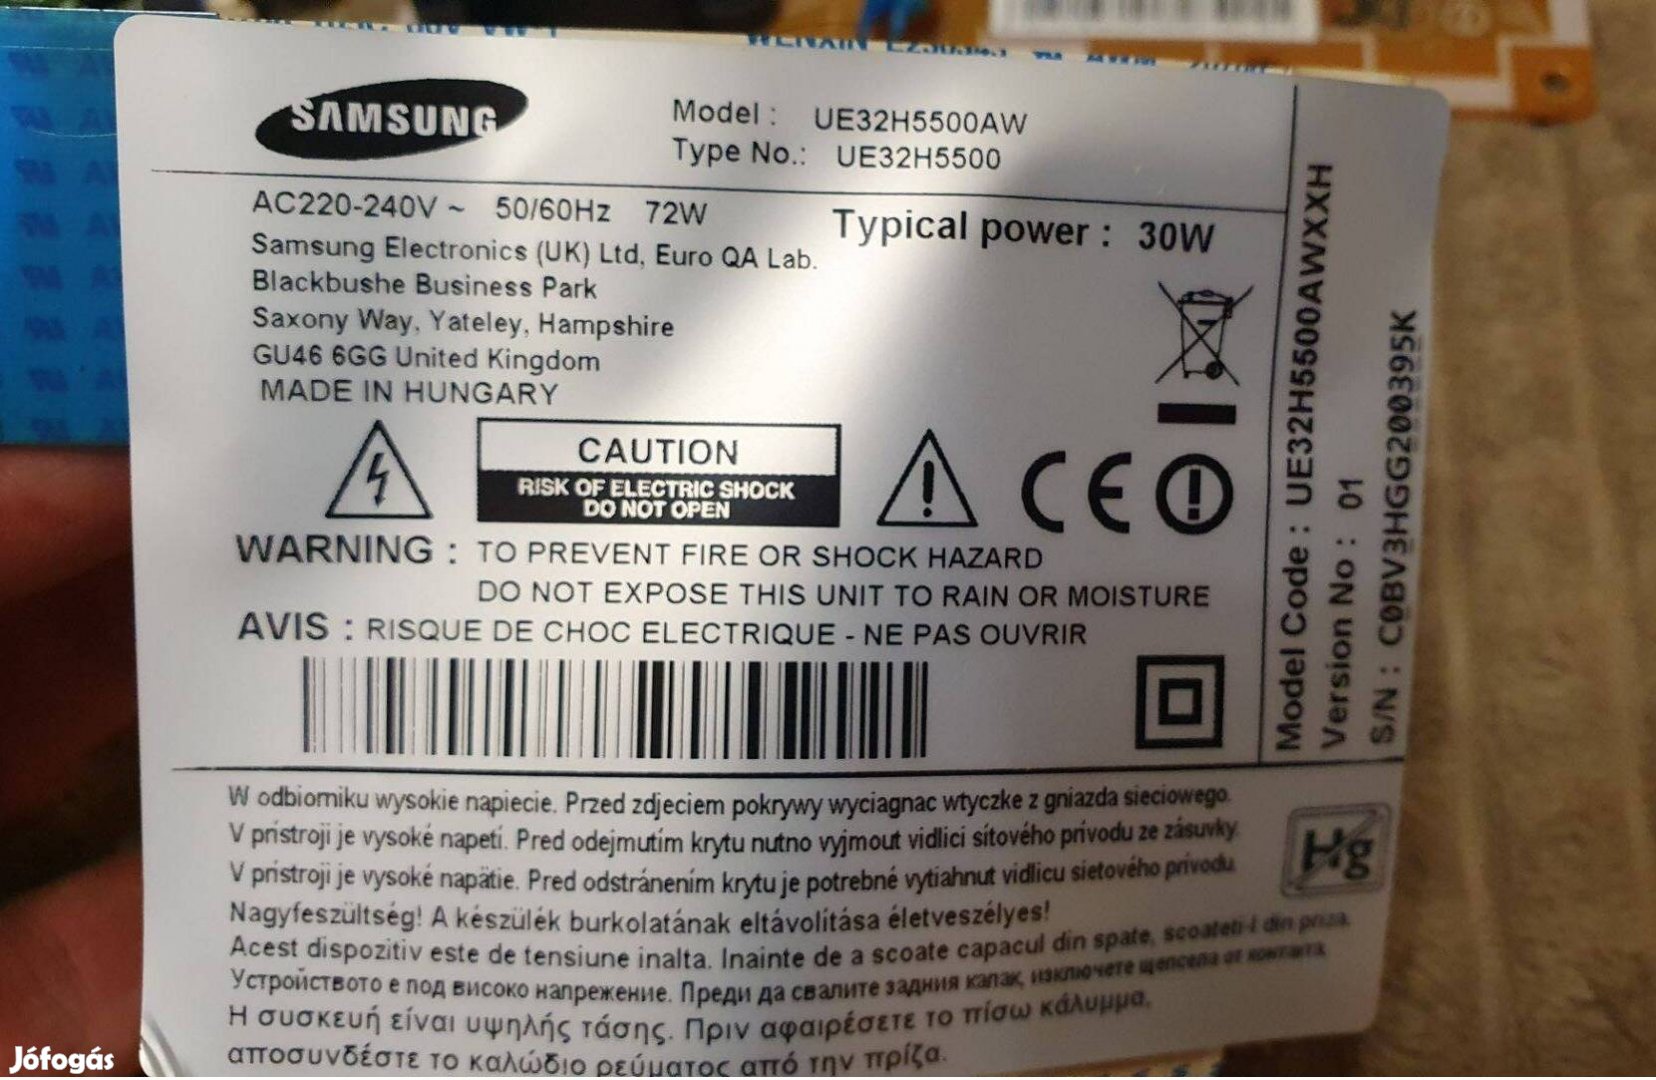 SAMSUNG
Model : UE32H5500AW
Type No.: UE32H5500
AC220-240V ~ 50/60Hz 72W
Typical power : 30W
Samsung Electronics (UK) Ltd, Euro QA Lab.
Blackbushe Business Park
Saxony Way, Yateley, Hampshire
GU46 6GG United Kingdom
MADE IN HUNGARY
CAUTION
RISK OF ELECTRIC SHOCK
DO NOT OPEN
CE
WARNING : TO PREVENT FIRE OR SHOCK HAZARD
DO NOT EXPOSE THIS UNIT TO RAIN OR MOISTURE
AVIS : RISQUE DE CHOC ELECTRIQUE - NE PAS OUVRIR
Model Code : UE32H5500AWXXH
Version No : 01
S/N : C0BV3HGG200395K
W odbiorniku wysokie napiecie. Przed zdjeciem pokrywy wyciagnac wtyczke z gniazda sieciowego.
V prístroji je vysoké napetí. Pred odejmutím krytu nutno vyjmout vidlici sítového prívodu ze zásuvky.
V prístroji je vysoké napätie. Pred odstránením krytu je potrebné vytiahnut vidlicu sietového prívodu.
Nagyfeszültség! A készülék burkolatának eltávolítása életveszélyes!
Acest dispozitiv este de tensiune inalta. Inainte de a scoate capacul din spate, scoateti-l din priza.
Устройството е под високо напрежение. Преди да свалите задния капак, изключете щепсела от контакта.
Η συσκευή είναι υψηλής τάσης. Πριν αφαιρέσετε το πίσω κάλυμμα,
αποσυνδέστε το καλώδιο ρεύματος από την πρίζα.
Jófogás